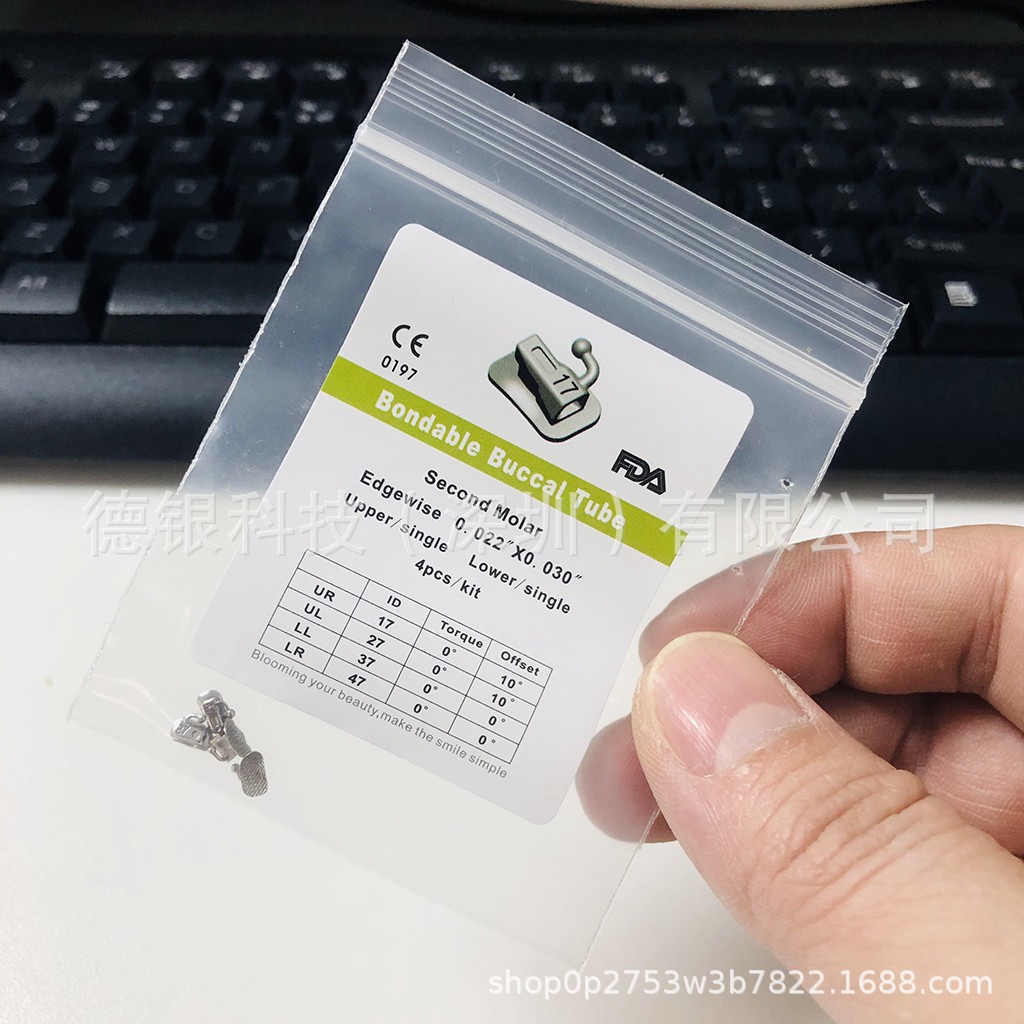 CE
0197
17
FDA
Bondable Buccal Tube
Second Molar
Edgewise 0.022"X0.030"
Upper/single Lower/single
4pcs/kit
ID Torque Offset
UR 17 0° 10°
UL 27 0° 10°
LL 37 0° 0°
LR 47 0° 0°
Blooming your beauty,make the smile simple
德银科技（深圳）有限公司
shop0p2753w3b7822.1688.com